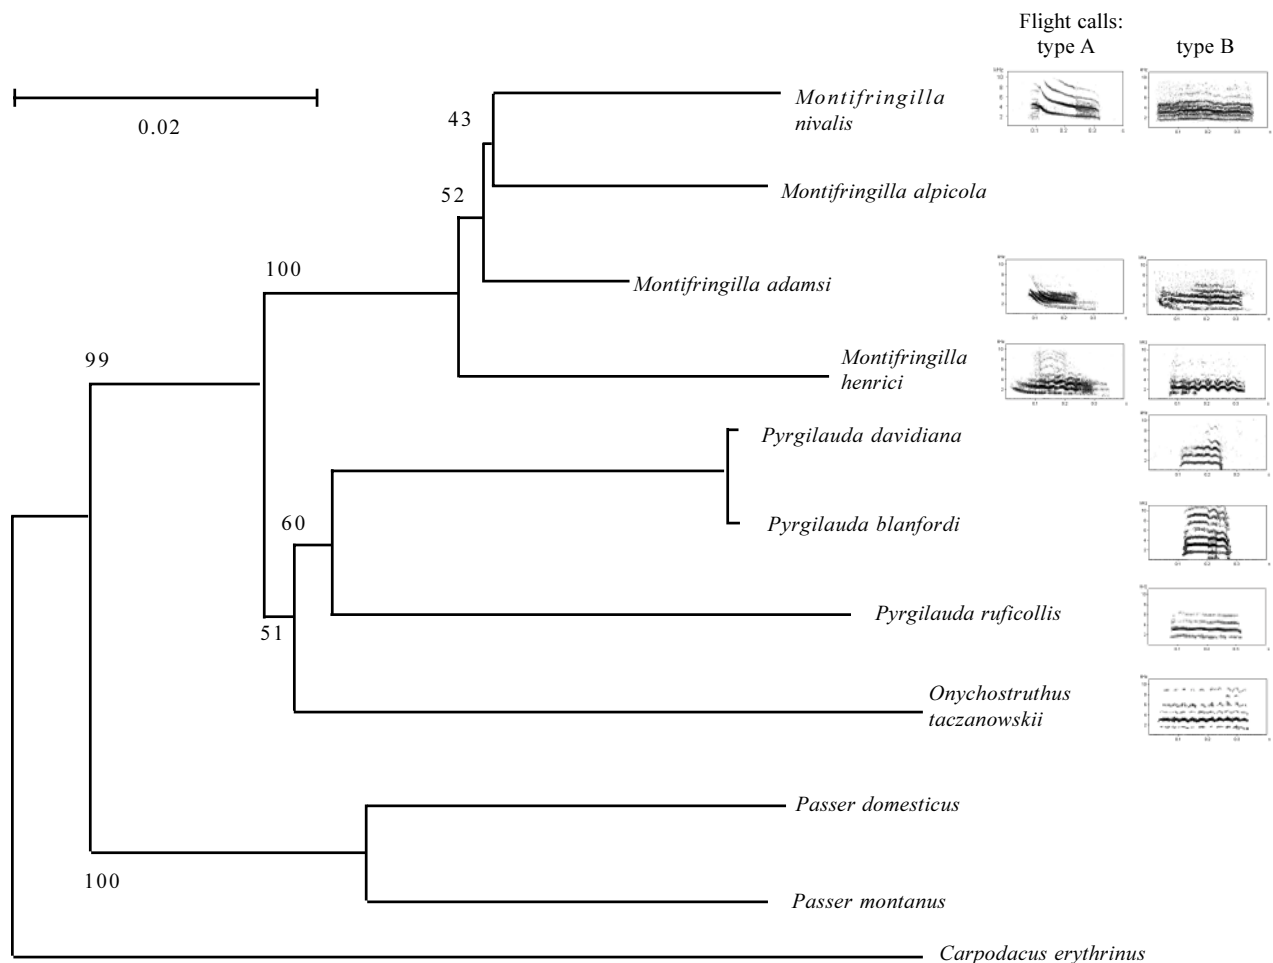 Flight calls:
type A
type B
0.02
43
Montifringilla
nivalis
52
Montifringilla alpicola
100
Montifringilla adamsi
99
Montifringilla
henrici
Pyrgilauda davidiana
60
Pyrgilauda blanfordi
51
Pyrgilauda ruficollis
Onychostruthus
taczanowskii
Passer domesticus
100
Passer montanus
Carpodacus erythrinus